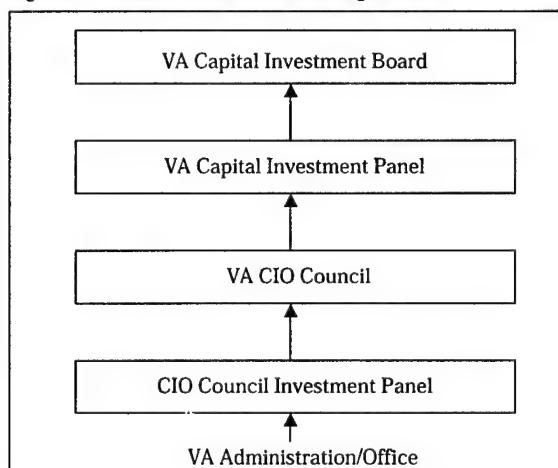 VA Capital Investment Board
VA Capital Investment Panel
VA CIO Council
CIO Council Investment Panel
VA Administration/Office